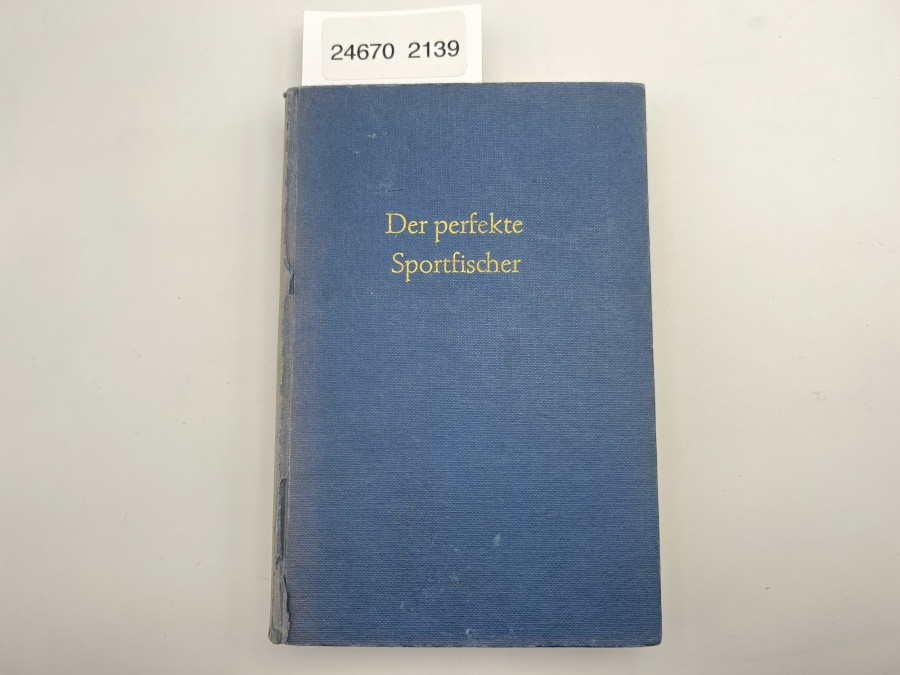 24670 2139
Der perfekte
Sportfischer